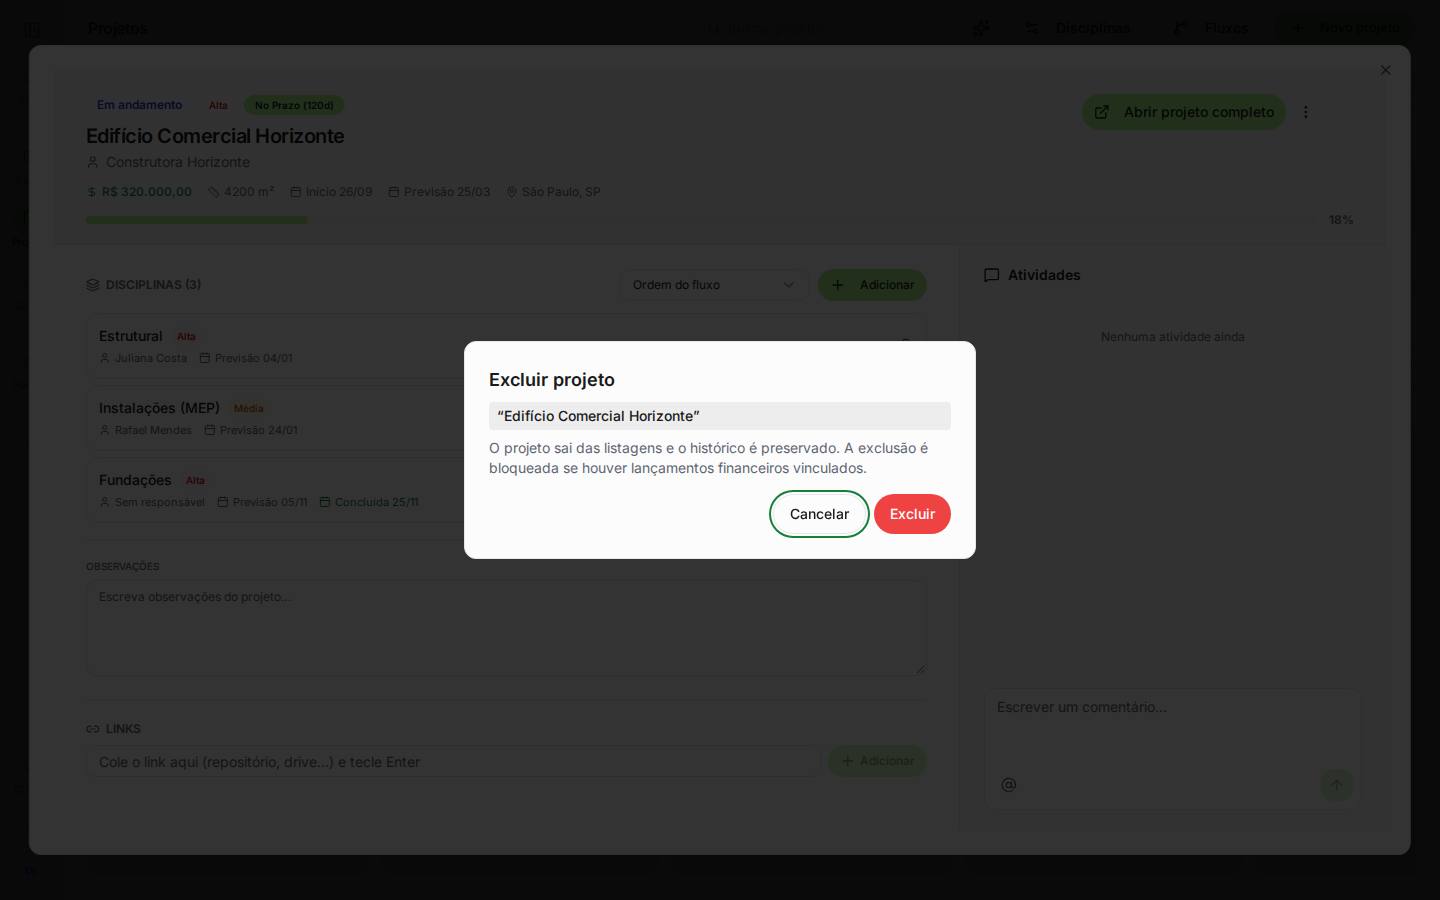 Projetos
Disciplinas
Fluxos
Novo projeto
Em andamento
Alta
No Prazo (120d)
Edifício Comercial Horizonte
Construtora Horizonte
Abrir projeto completo
R$ 320.000,00
4200 m²
Início 26/09
Previsão 25/03
São Paulo, SP
18%
DISCIPLINAS (3)
Ordem do fluxo
Adicionar
Estrutural
Alta
Juliana Costa
Previsão 04/01
Instalações (MEP)
Média
Rafael Mendes
Previsão 24/01
Fundações
Alta
Sem responsável
Previsão 05/11
Concluída 25/11
OBSERVAÇÕES
Escreva observações do projeto...
LINKS
Cole o link aqui (repositório, drive...) e tecle Enter
Adicionar
Atividades
Nenhuma atividade ainda
Escrever um comentário...
Excluir projeto
“Edifício Comercial Horizonte”
O projeto sai das listagens e o histórico é preservado. A exclusão é
bloqueada se houver lançamentos financeiros vinculados.
Cancelar
Excluir